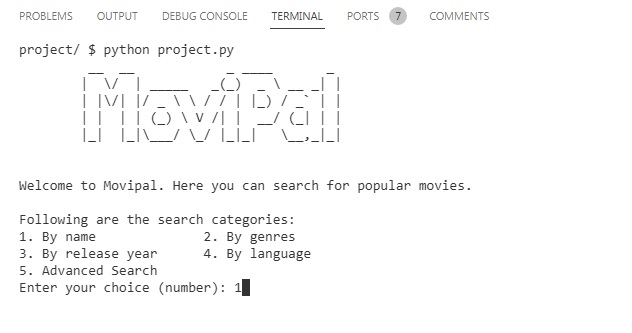 PROBLEMS OUTPUT DEBUG CONSOLE TERMINAL PORTS 7 COMMENTS
project/ $ python project.py
MoviPal
Welcome to Movipal. Here you can search for popular movies.
Following are the search categories:
1. By name 2. By genres
3. By release year 4. By language
5. Advanced Search
Enter your choice (number): 1